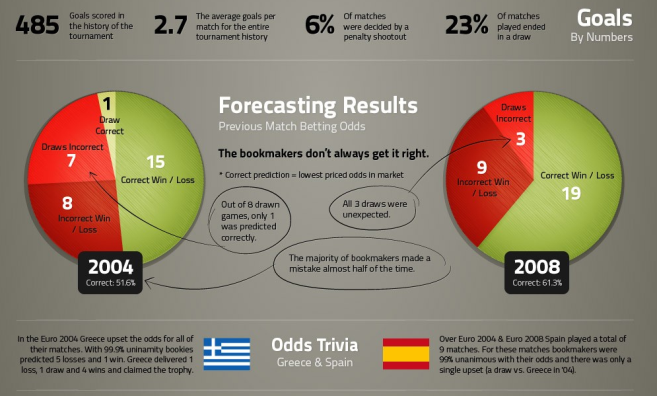 485
Goals scored in
the history of the
tournament
2.7
The average goals per
match for the entire
tournament history
6%
Of matches
were decided by a
penalty shootout
23%
Of matches
played ended
in a draw
Goals
By Numbers
Forecasting Results
Previous Match Betting Odds
The bookmakers don't always get it right.
* Correct prediction = lowest priced odds in market
1
Draw
Correct
Draws Incorrect
7
15
Correct Win / Loss
8
Incorrect Win
/ Loss
2004
Correct: 51.6%
Out of 8 drawn
games, only 1
was predicted
correctly.
All 3 draws were
unexpected.
The majority of bookmakers made a
mistake almost half of the time.
Draws
Incorrect
3
9
Incorrect Win
/ Loss
Correct Win / Loss
19
2008
Correct: 61.3%
In the Euro 2004 Greece upset the odds for all of
their matches. With 99.9% uninamity bookies
predicted 5 losses and 1 win. Greece delivered 1
loss, 1 draw and 4 wins and claimed the trophy.
Odds Trivia
Greece & Spain
Over Euro 2004 & Euro 2008 Spain played a total of
9 matches. For these matches bookmakers were
99% unanimous with their odds and there was only a
single upset (a draw vs. Greece in '04).